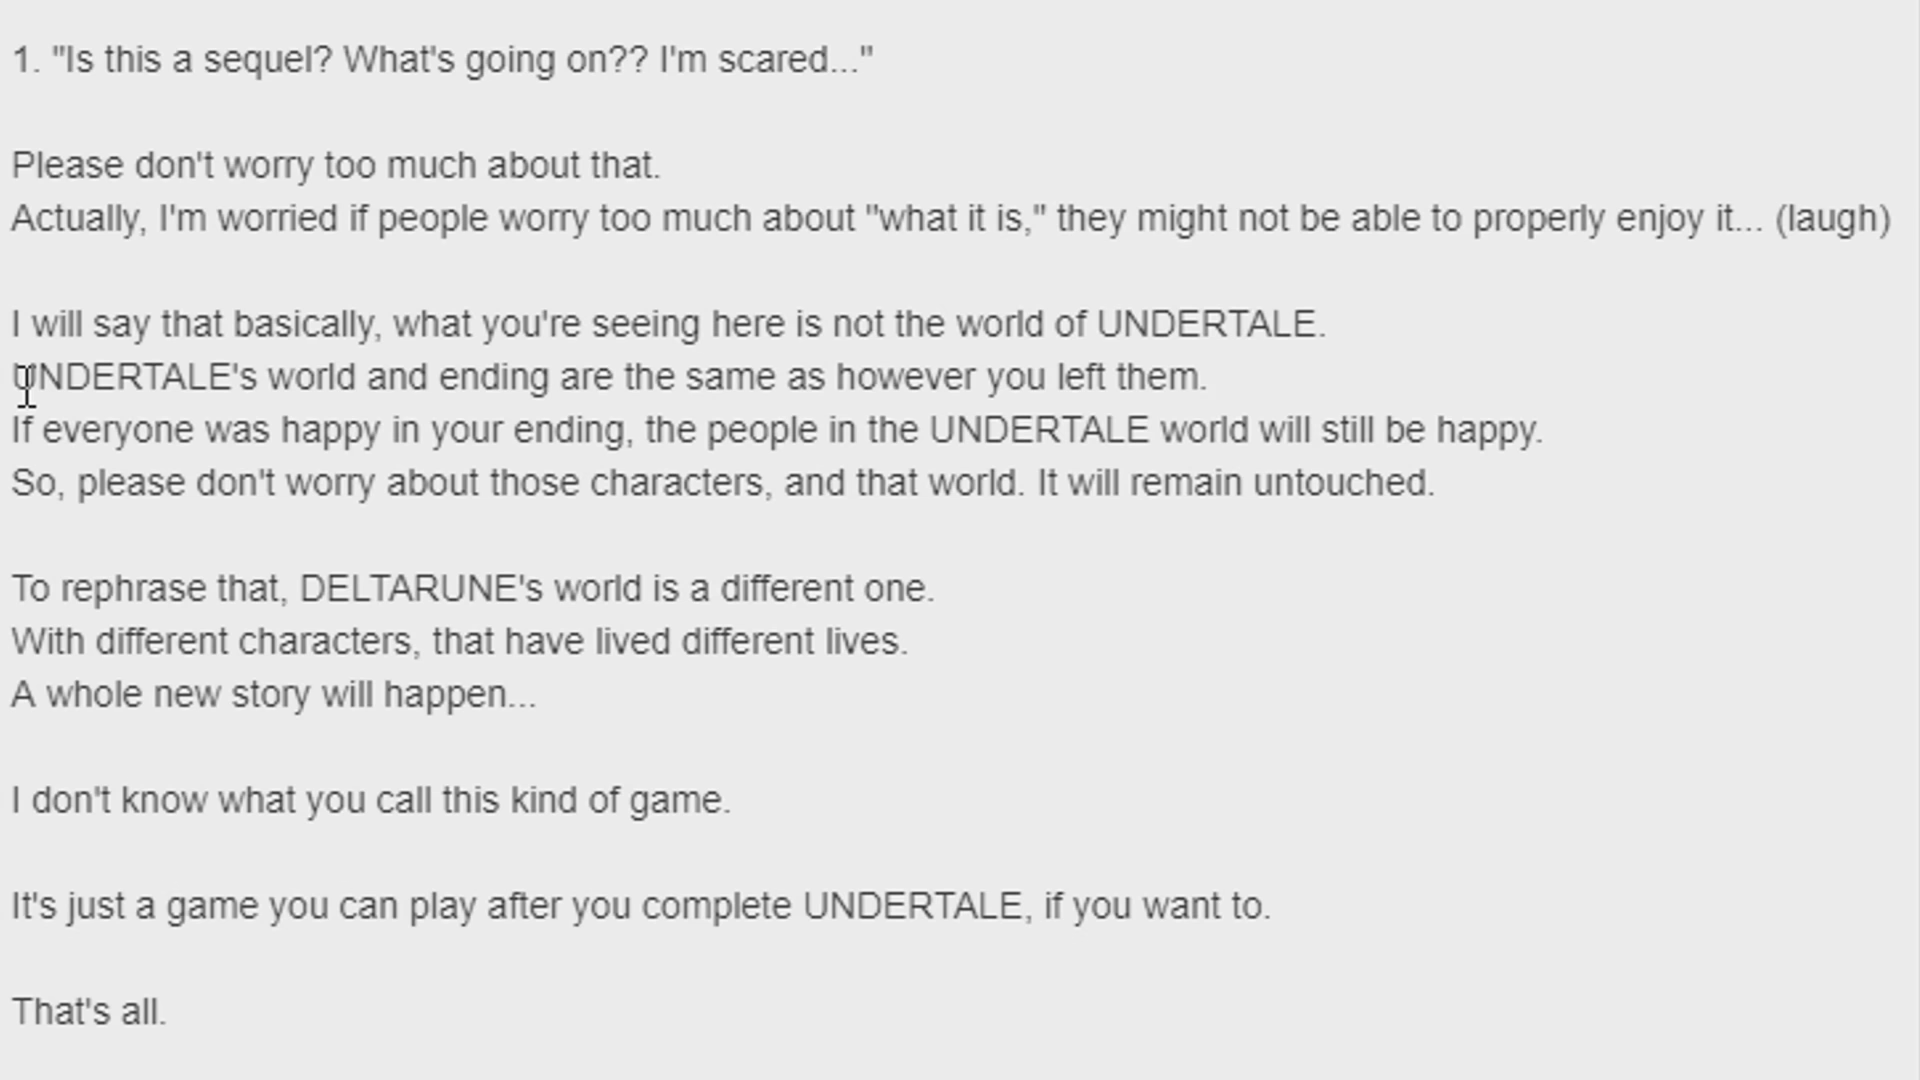 1. "Is this a sequel? What's going on?? I'm scared..."
Please don't worry too much about that.
Actually, I'm worried if people worry too much about "what it is," they might not be able to properly enjoy it... (laugh)
I will say that basically, what you're seeing here is not the world of UNDERTALE.
UNDERTALE's world and ending are the same as however you left them.
If everyone was happy in your ending, the people in the UNDERTALE world will still be happy.
So, please don't worry about those characters, and that world. It will remain untouched.
To rephrase that, DELTARUNE's world is a different one.
With different characters, that have lived different lives.
A whole new story will happen...
I don't know what you call this kind of game.
It's just a game you can play after you complete UNDERTALE, if you want to.
That's all.